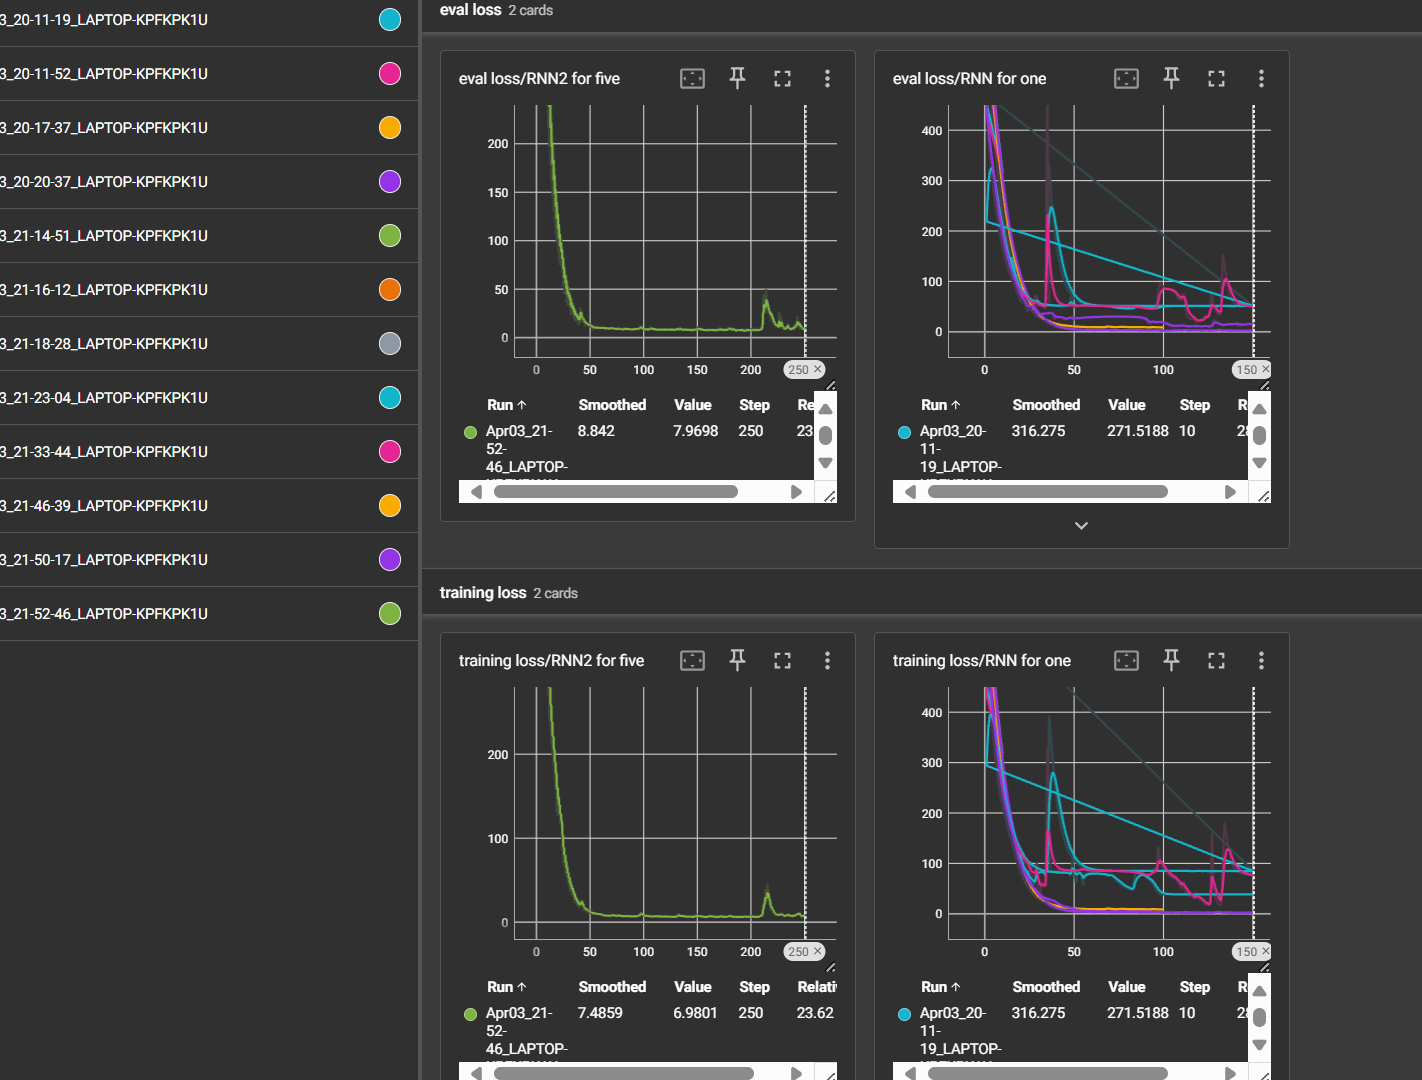 3_20-11-19_LAPTOP-KPFKPK1U
3_20-11-52_LAPTOP-KPFKPK1U
3_20-17-37_LAPTOP-KPFKPK1U
3_20-20-37_LAPTOP-KPFKPK1U
3_21-14-51_LAPTOP-KPFKPK1U
3_21-16-12_LAPTOP-KPFKPK1U
3_21-18-28_LAPTOP-KPFKPK1U
3_21-23-04_LAPTOP-KPFKPK1U
3_21-33-44_LAPTOP-KPFKPK1U
3_21-46-39_LAPTOP-KPFKPK1U
3_21-50-17_LAPTOP-KPFKPK1U
3_21-52-46_LAPTOP-KPFKPK1U
eval loss 2 cards
eval loss/RNN2 for five
200
150
100
50
0
0 50 100 150 200 250 ×
Run ↑ Smoothed Value Step Re
Apr03_21- 8.842 7.9698 250 23
52-
46_LAPTOP-
eval loss/RNN for one
400
300
200
100
0
0 50 100 150 ×
Run ↑ Smoothed Value Step R
Apr03_20- 316.275 271.5188 10
11-
19_LAPTOP-
training loss 2 cards
training loss/RNN2 for five
200
100
0
0 50 100 150 200 250 ×
Run ↑ Smoothed Value Step Relati
Apr03_21- 7.4859 6.9801 250 23.62
52-
46_LAPTOP-
training loss/RNN for one
400
300
200
100
0
0 50 100 150 ×
Run ↑ Smoothed Value Step R
Apr03_20- 316.275 271.5188 10
11-
19_LAPTOP-